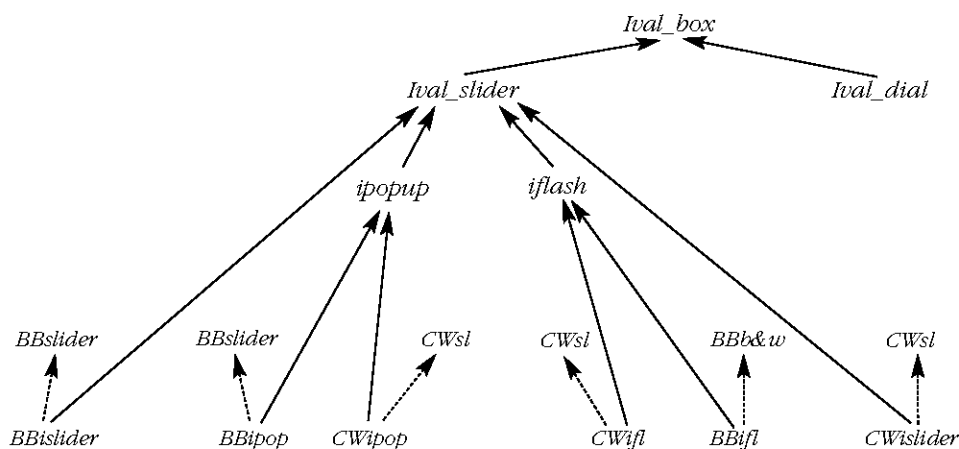 Ival_box
Ival_slider Ival_dial
ipopup iflash
BBslider BBslider CWsl CWsl BBb&w CWsl
BBislider BBipop CWipop CWifl BBifl CWislider